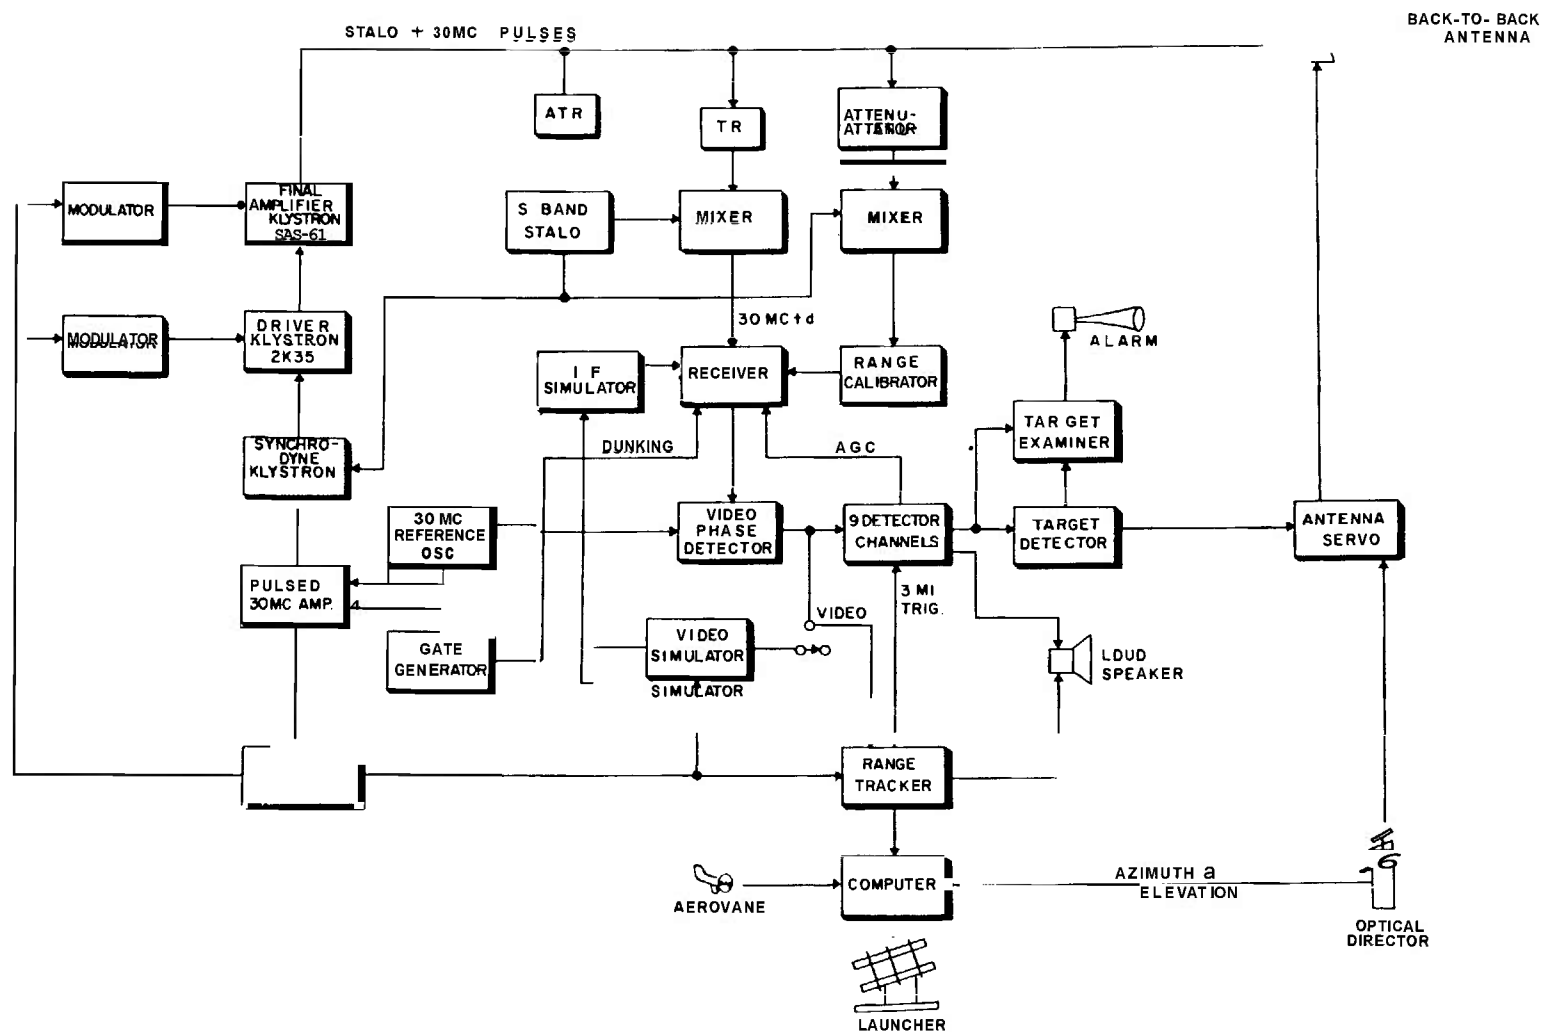 BACK-TO-BACK
ANTENNA
STALO + 30MC PULSES
ATR
TR
ATTENU-
ATTENUATOR
MODULATOR
FINAL
AMPLIFIER
KLYSTRON
SAS-61
S BAND
STALO
MIXER
MIXER
MODULATOR
DRIVER
KLYSTRON
2K35
30 MC+d
I F
SIMULATOR
RECEIVER
RANGE
CALIBRATOR
ALARM
SYNCHRO-
DYNE
KLYSTRON
DUNKING
AGC
TARGET
EXAMINER
30 MC
REFERENCE
OSC
VIDEO
PHASE
DETECTOR
9 DETECTOR
CHANNELS
TARGET
DETECTOR
ANTENNA
SERVO
PULSED
30MC AMP.
3 MI
TRIG.
VIDEO
GATE
GENERATOR
VIDEO
SIMULATOR
SIMULATOR
LDUD
SPEAKER
RANGE
TRACKER
AEROVANE
COMPUTER
AZIMUTH a
ELEVATION
OPTICAL
DIRECTOR
LAUNCHER